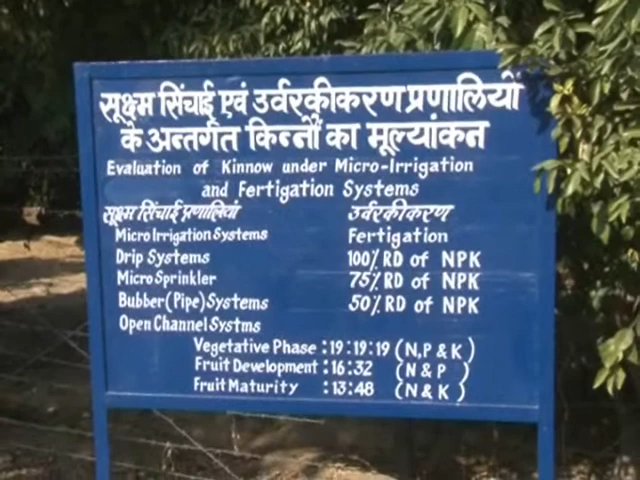 सूक्ष्म सिंचाई एवं उर्वरकीकरण प्रणालियों
के अन्तर्गत किन्नों का मूल्यांकन
Evaluation of Kinnow under Micro-Irrigation
and Fertigation Systems
सूक्ष्म सिंचाई प्रणालियां उर्वरकीकरण
Micro Irrigation Systems Fertigation
Drip Systems 100% RD of NPK
Micro Sprinkler 75% RD of NPK
Bubber (Pipe) Systems 50% RD of NPK
Open Channel Systms
Vegetative Phase : 19:19:19 (N,P & K)
Fruit Development : 16:32 (N & P)
Fruit Maturity : 13:48 (N & K)